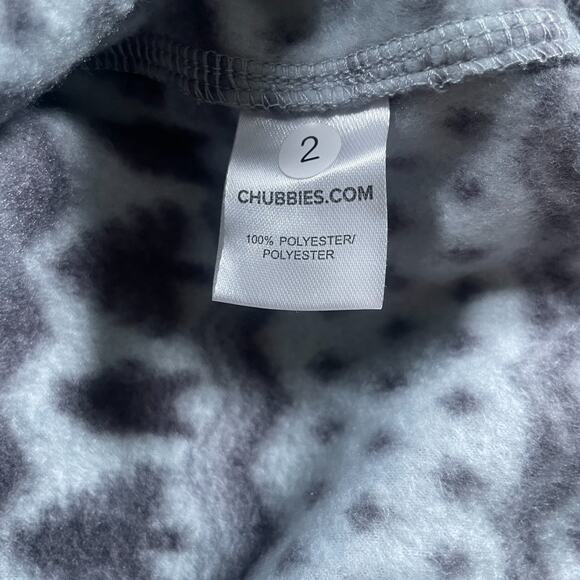 2
CHUBBIES.COM
100% POLYESTER/
POLYESTER